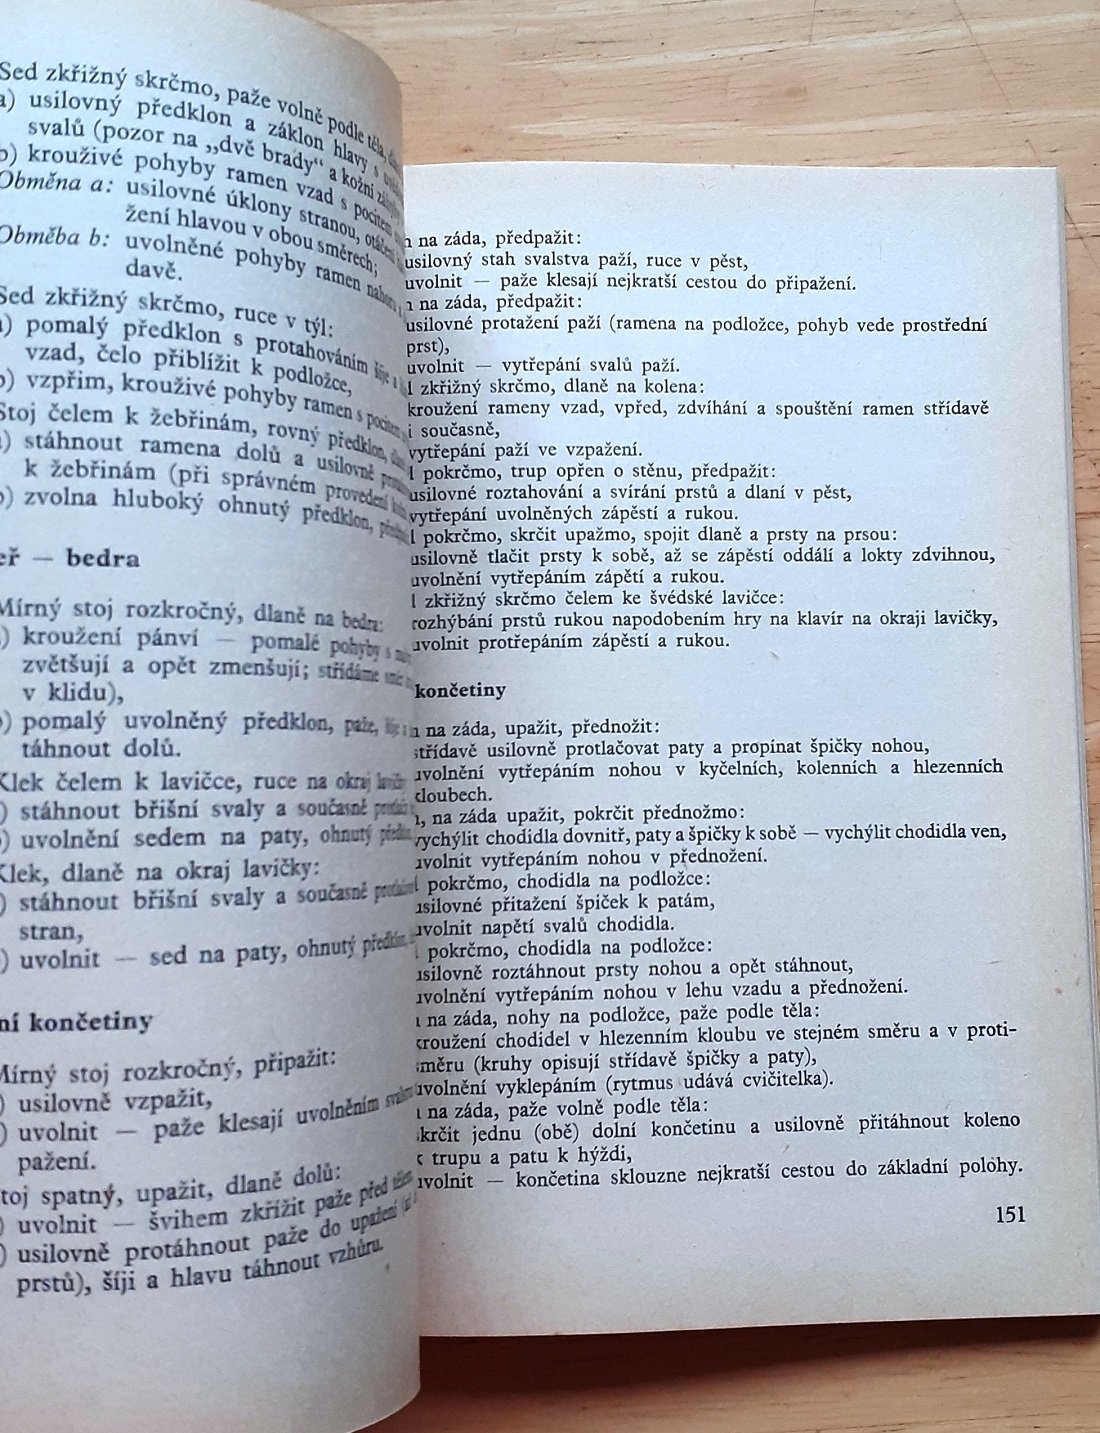 Sed zkřižný skrčmo, paže volně podle těla,
a) usilovný předklon a záklon hlavy s
svalů (pozor na „dvě brady“ a kožní
b) krouživé pohyby ramen vzad s pocitem
Obměna a: usilovné úklony stranou, otáčení
žení hlavou v obou směrech;
Obměba b: uvolněné pohyby ramen nahoru
davě.
Sed zkřižný skrčmo, ruce v týl:
a) pomalý předklon s protahováním šíje a
vzad, čelo přiblížit k podložce,
b) vzpřim, krouživé pohyby ramen s pocitem
Stoj čelem k žebřinám, rovný předklon,
a) stáhnout ramena dolů a usilovně
k žebřinám (při správném provedení
b) zvolna hluboký ohnutý předklon,
eř — bedra
Mírný stoj rozkročný, dlaně na bedra:
) kroužení pánví — pomalé pohyby s
zvětšují a opět zmenšují; střídáme
v klidu),
) pomalý uvolněný předklon, paže, šíje
táhnout dolů.
Klek čelem k lavičce, ruce na okraj lavičky
) stáhnout břišní svaly a současně
) uvolnění sedem na paty, ohnutý
Klek, dlaně na okraj lavičky:
) stáhnout břišní svaly a současně
stran,
) uvolnit — sed na paty, ohnutý předklon,
ní končetiny
Mírný stoj rozkročný, připažit:
) usilovně vzpažit,
) uvolnit — paže klesají uvolněním
pažení.
toj spatný, upažit, dlaně dolů:
) uvolnit — švihem zkřížit paže před tělem
) usilovně protáhnout paže do upažení
prstů), šíji a hlavu táhnout vzhůru.
na záda, předpažit:
usilovný stah svalstva paží, ruce v pěst,
uvolnit — paže klesají nejkratší cestou do připažení.
na záda, předpažit:
usilovné protažení paží (ramena na podložce, pohyb vede prostřední
prst),
uvolnit — vytřepání svalů paží.
l zkřižný skrčmo, dlaně na kolena:
kroužení rameny vzad, vpřed, zdvíhání a spouštění ramen střídavě
i současně,
vytřepání paží ve vzpažení.
l pokrčmo, trup opřen o stěnu, předpažit:
usilovné roztahování a svírání prstů a dlaní v pěst,
vytřepání uvolněných zápěstí a rukou.
l pokrčmo, skrčit upažmo, spojit dlaně a prsty na prsou:
usilovně tlačit prsty k sobě, až se zápěstí oddálí a lokty zdvihnou,
uvolnění vytřepáním zápětí a rukou.
l zkřižný skrčmo čelem ke švédské lavičce:
rozhýbání prstů rukou napodobením hry na klavír na okraji lavičky,
uvolnit protřepáním zápěstí a rukou.
končetiny
na záda, upažit, přednožit:
střídavě usilovně protlačovat paty a propínat špičky nohou,
uvolnění vytřepáním nohou v kyčelních, kolenních a hlezenních
kloubech.
, na záda upažit, pokrčit přednožmo:
vychýlit chodidla dovnitř, paty a špičky k sobě — vychýlit chodidla ven,
uvolnit vytřepáním nohou v přednožení.
l pokrčmo, chodidla na podložce:
usilovné přitažení špiček k patám,
uvolnit napětí svalů chodidla.
pokrčmo, chodidla na podložce:
usilovně roztáhnout prsty nohou a opět stáhnout,
uvolnění vytřepáním nohou v lehu vzadu a přednožení.
na záda, nohy na podložce, paže podle těla:
kroužení chodidel v hlezenním kloubu ve stejném směru a v proti-
směru (kruhy opisují střídavě špičky a paty),
uvolnění vyklepáním (rytmus udává cvičitelka).
na záda, paže volně podle těla:
skrčit jednu (obě) dolní končetinu a usilovně přitáhnout koleno
k trupu a patu k hýždi,
uvolnit — končetina sklouzne nejkratší cestou do základní polohy.
151